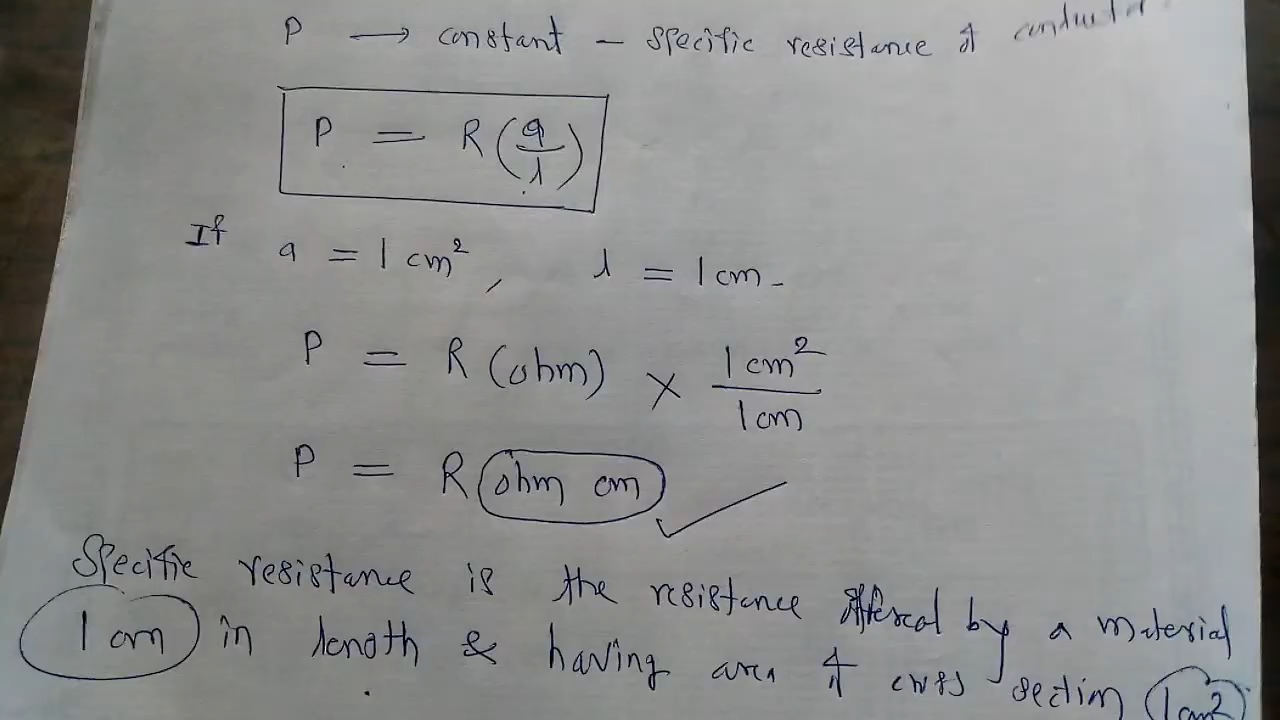 P → constant - specific resistance of conductor
P = R(a/l)
If a = 1 cm², l = 1 cm -
P = R (ohm) × 1 cm²/1 cm
P = R (ohm cm) ✓
Specific resistance is the resistance offered by a material
1 cm in length & having area of cross section 1 cm²